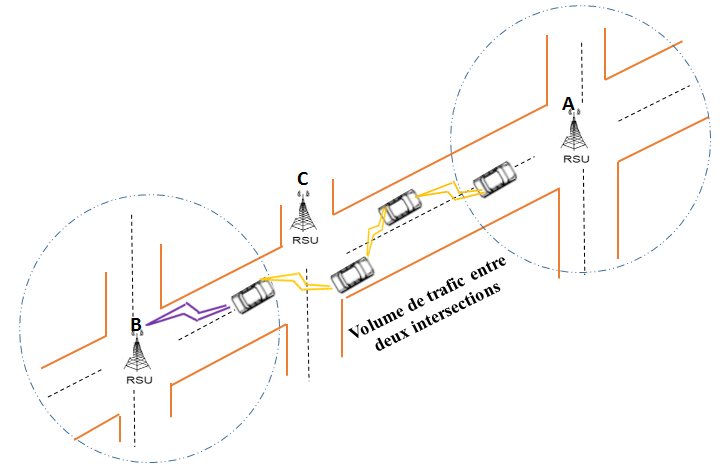 A
RSU
C
RSU
Volume de trafic entre
deux intersections
B
RSU